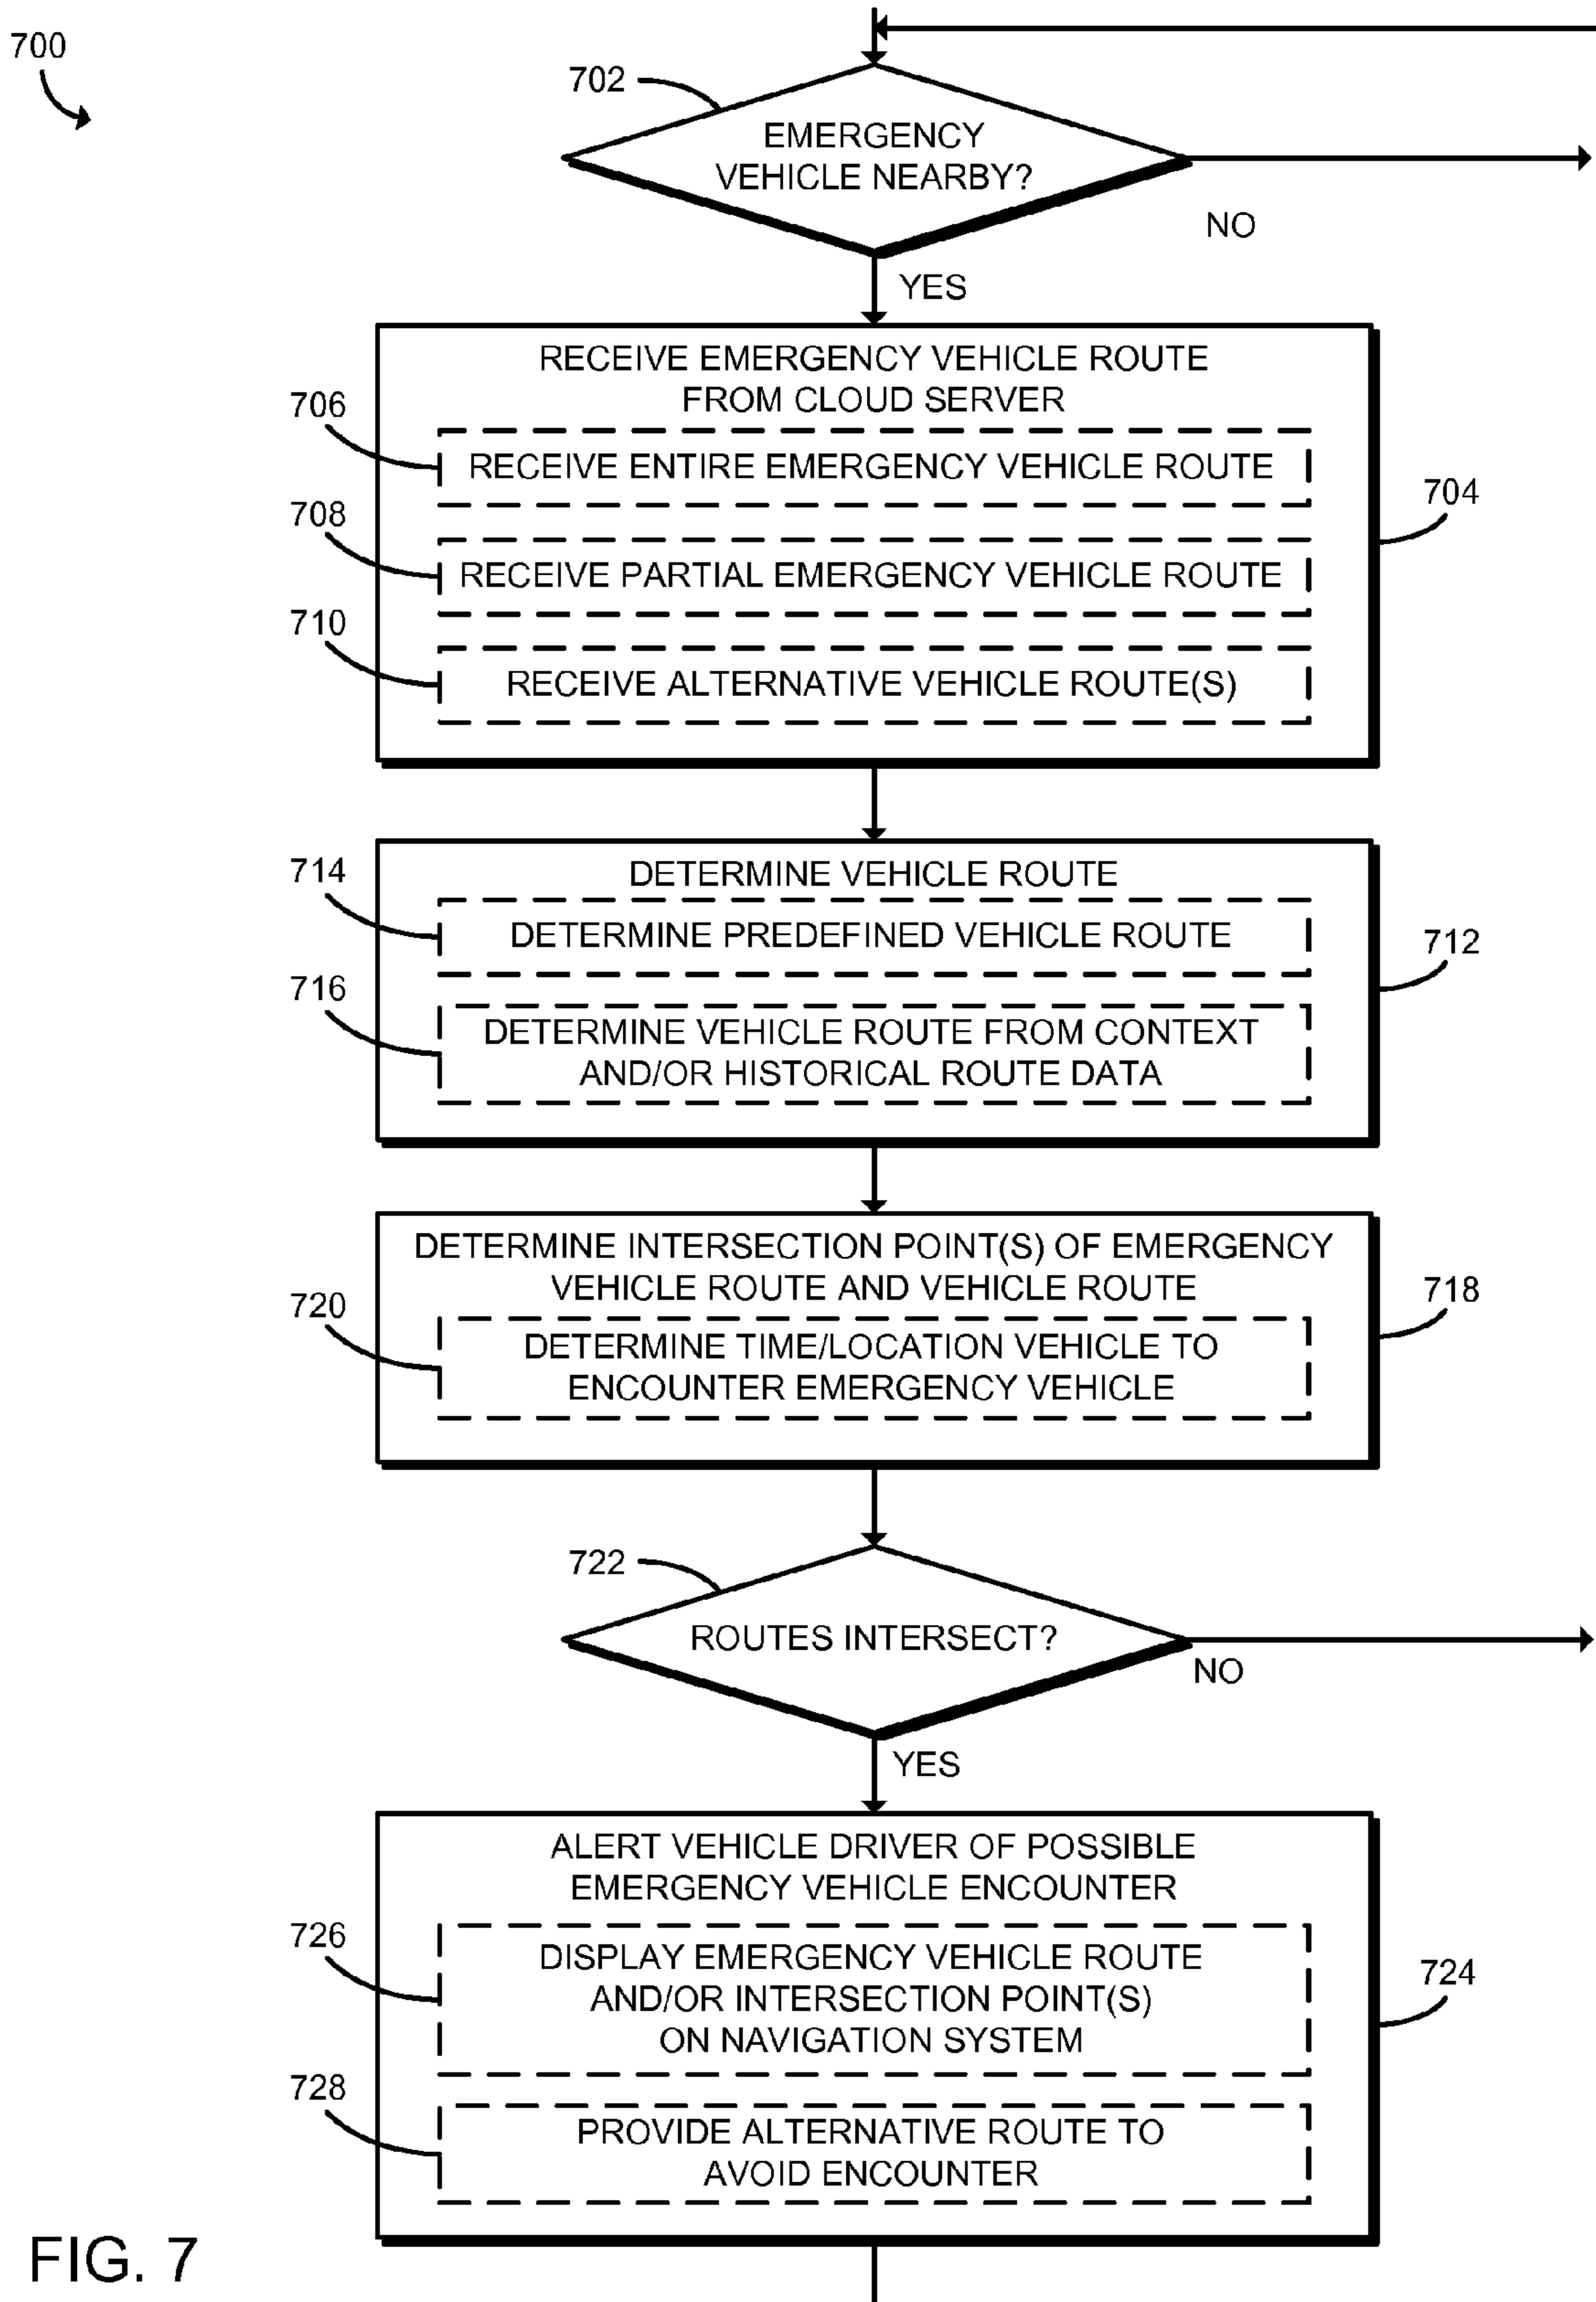 700
702
EMERGENCY
VEHICLE NEARBY?
NO
YES
RECEIVE EMERGENCY VEHICLE ROUTE
FROM CLOUD SERVER
706
RECEIVE ENTIRE EMERGENCY VEHICLE ROUTE
704
708
RECEIVE PARTIAL EMERGENCY VEHICLE ROUTE
710
RECEIVE ALTERNATIVE VEHICLE ROUTE(S)
714
DETERMINE VEHICLE ROUTE
DETERMINE PREDEFINED VEHICLE ROUTE
712
716
DETERMINE VEHICLE ROUTE FROM CONTEXT
AND/OR HISTORICAL ROUTE DATA
DETERMINE INTERSECTION POINT(S) OF EMERGENCY
VEHICLE ROUTE AND VEHICLE ROUTE
718
720
DETERMINE TIME/LOCATION VEHICLE TO
ENCOUNTER EMERGENCY VEHICLE
722
ROUTES INTERSECT?
NO
YES
ALERT VEHICLE DRIVER OF POSSIBLE
EMERGENCY VEHICLE ENCOUNTER
726
DISPLAY EMERGENCY VEHICLE ROUTE
AND/OR INTERSECTION POINT(S)
ON NAVIGATION SYSTEM
724
728
PROVIDE ALTERNATIVE ROUTE TO
AVOID ENCOUNTER
FIG. 7